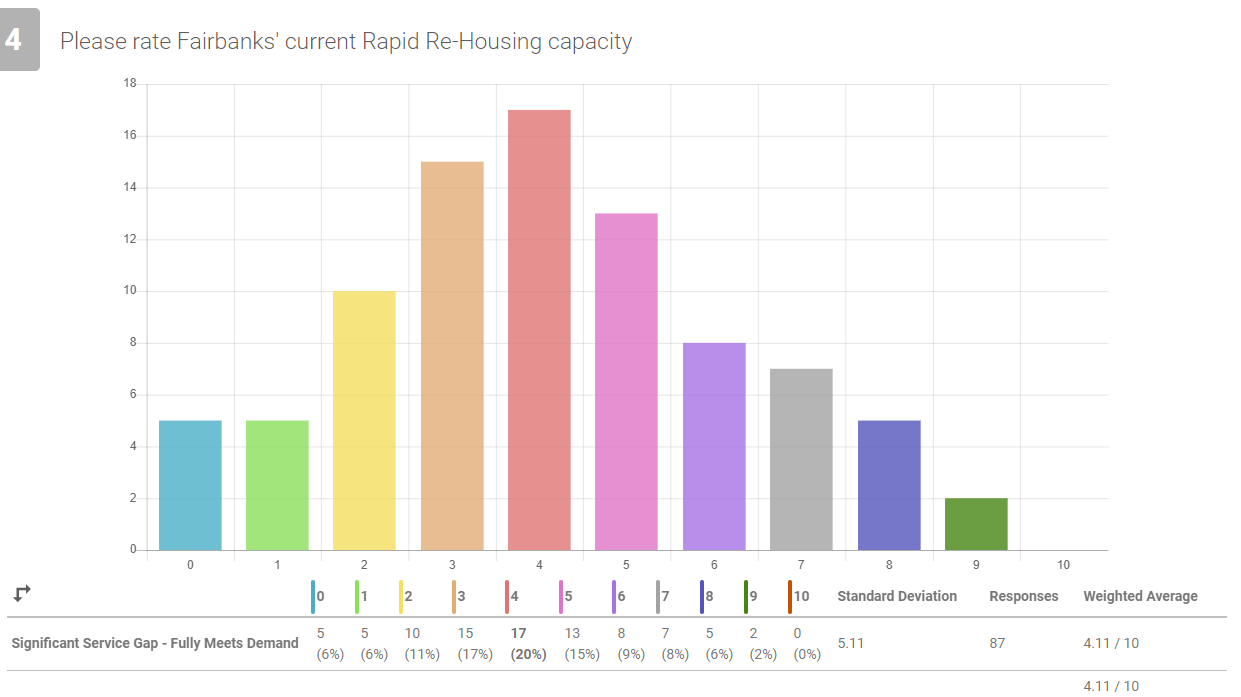 4
Please rate Fairbanks' current Rapid Re-Housing capacity
18
16
14
12
10
8
6
4
2
0
0 1 2 3 4 5 6 7 8 9 10
0 1 2 3 4 5 6 7 8 9 10 Standard Deviation Responses Weighted Average
Significant Service Gap - Fully Meets Demand 5 (6%) 5 (6%) 10 (11%) 15 (17%) 17 (20%) 13 (15%) 8 (9%) 7 (8%) 5 (6%) 2 (2%) 0 (0%) 5.11 87 4.11 / 10
4.11 / 10